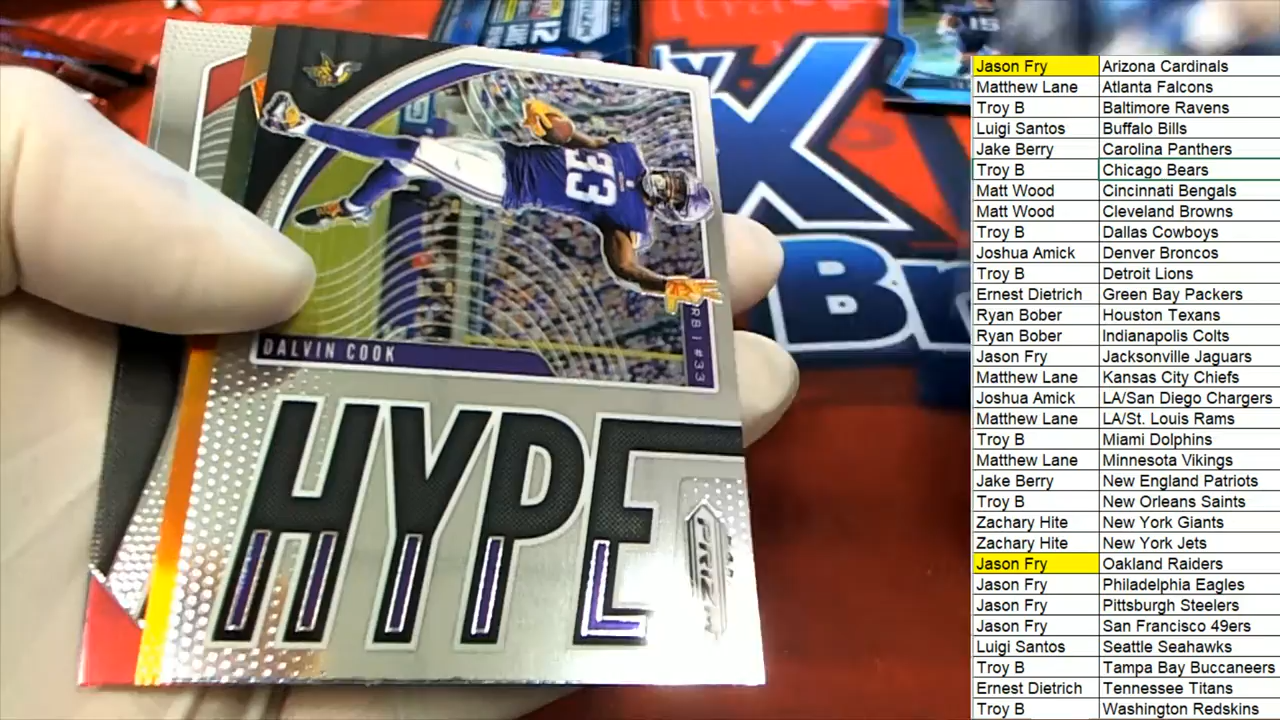 15
12
33
DALVIN COOK
RB | #33
HYPE
PRIZM
X
Br
Jason Fry Arizona Cardinals
Matthew Lane Atlanta Falcons
Troy B Baltimore Ravens
Luigi Santos Buffalo Bills
Jake Berry Carolina Panthers
Troy B Chicago Bears
Matt Wood Cincinnati Bengals
Matt Wood Cleveland Browns
Troy B Dallas Cowboys
Joshua Amick Denver Broncos
Troy B Detroit Lions
Ernest Dietrich Green Bay Packers
Ryan Bober Houston Texans
Ryan Bober Indianapolis Colts
Jason Fry Jacksonville Jaguars
Matthew Lane Kansas City Chiefs
Joshua Amick LA/San Diego Chargers
Matthew Lane LA/St. Louis Rams
Troy B Miami Dolphins
Matthew Lane Minnesota Vikings
Jake Berry New England Patriots
Troy B New Orleans Saints
Zachary Hite New York Giants
Zachary Hite New York Jets
Jason Fry Oakland Raiders
Jason Fry Philadelphia Eagles
Jason Fry Pittsburgh Steelers
Jason Fry San Francisco 49ers
Luigi Santos Seattle Seahawks
Troy B Tampa Bay Buccaneers
Ernest Dietrich Tennessee Titans
Troy B Washington Redskins